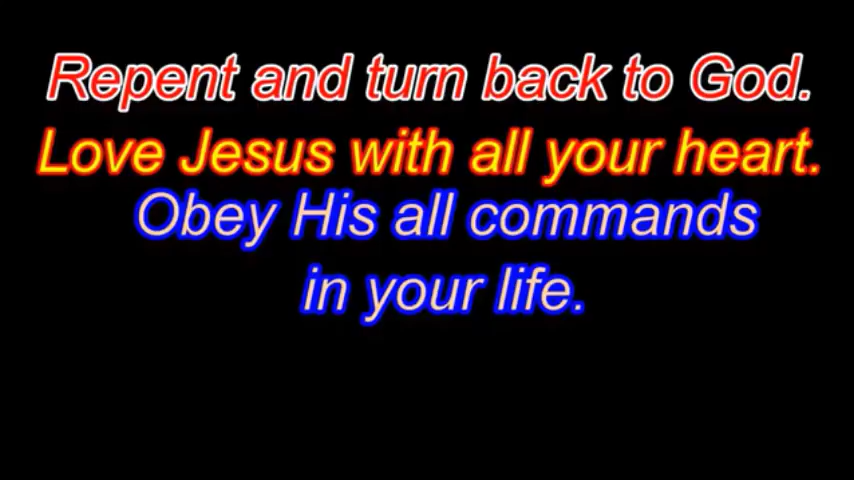 Repent and turn back to God.
Love Jesus with all your heart.
Obey His all commands
in your life.